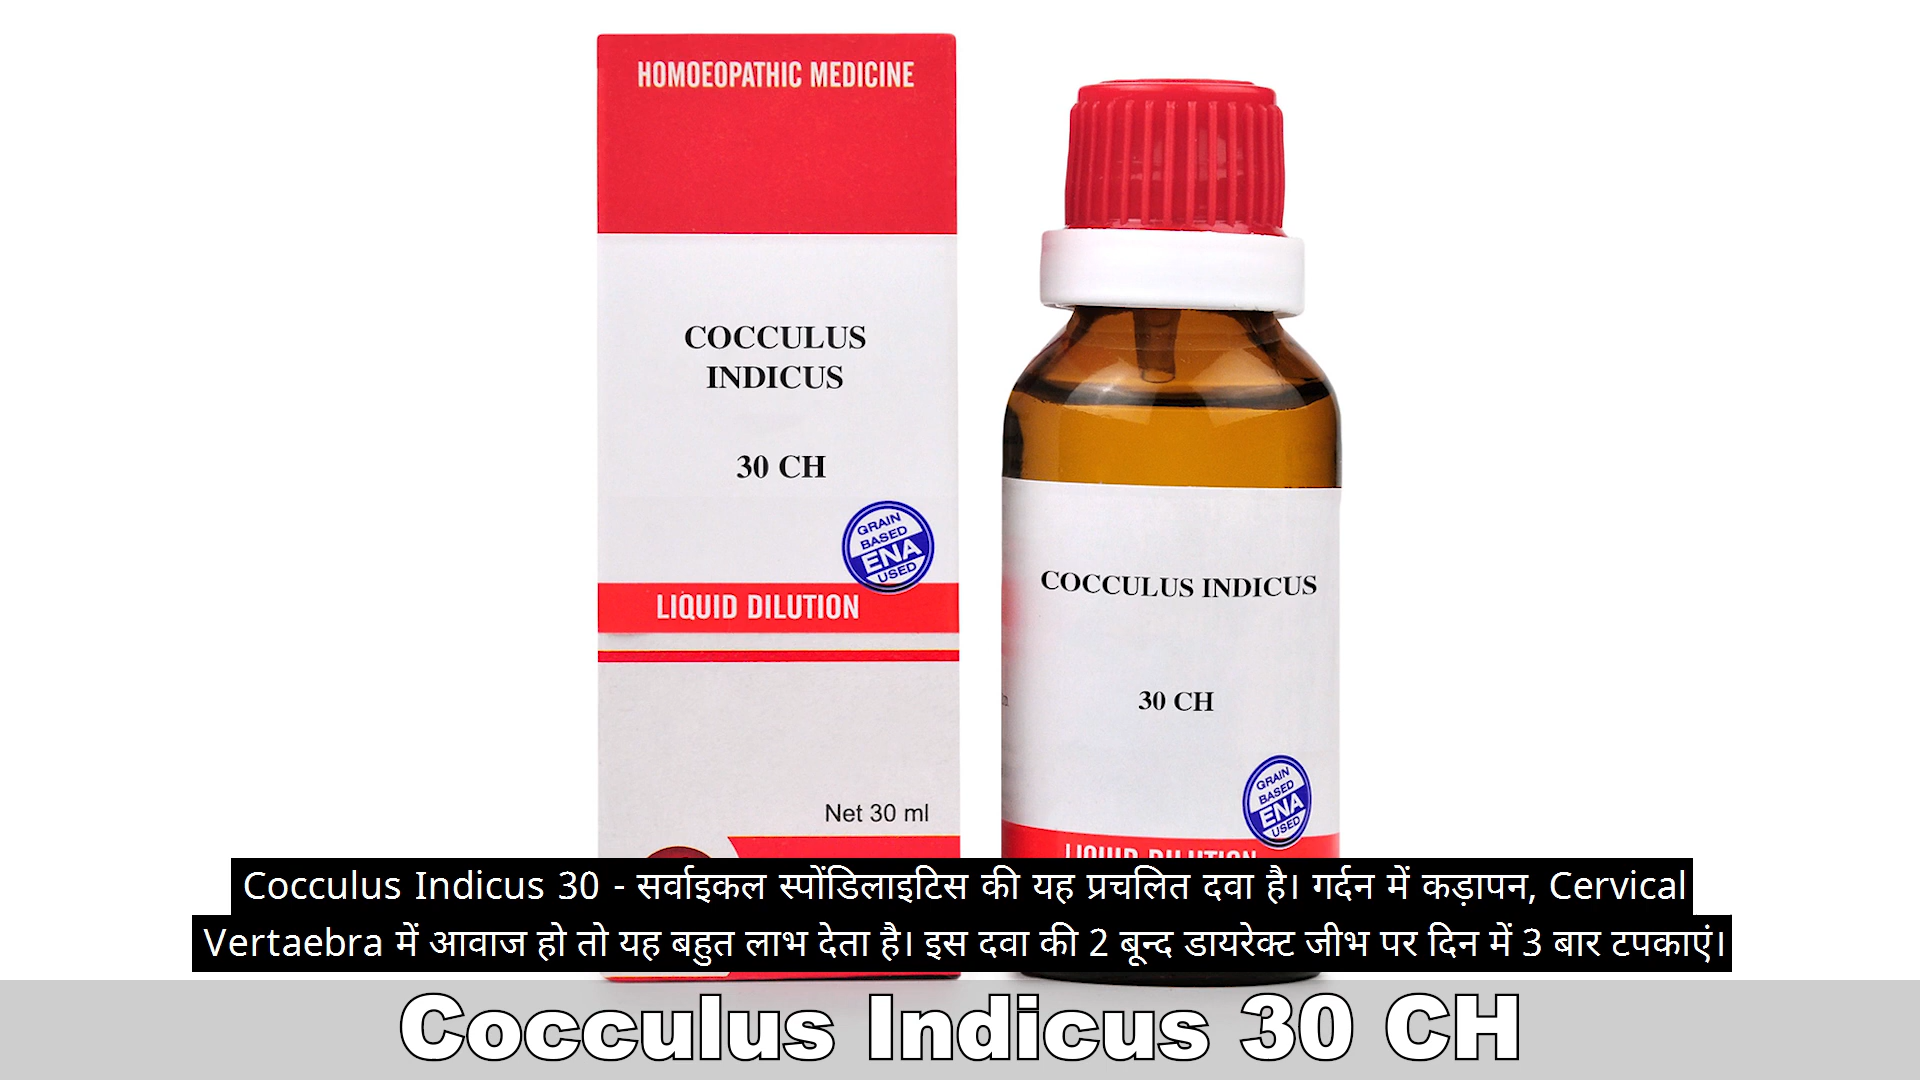 HOMOEOPATHIC MEDICINE
COCCULUS
INDICUS
30 CH
GRAIN
BASED
ENA
USED
LIQUID DILUTION
Net 30 ml
COCCULUS INDICUS
30 CH
GRAIN
BASED
ENA
USED
LIQUID DILUTION
Cocculus Indicus 30 - सर्वाइकल स्पोंडिलाइटिस की यह प्रचलित दवा है। गर्दन में कड़ापन, Cervical
Vertaebra में आवाज हो तो यह बहुत लाभ देता है। इस दवा की 2 बून्द डायरेक्ट जीभ पर दिन में 3 बार टपकाएं।
Cocculus Indicus 30 CH